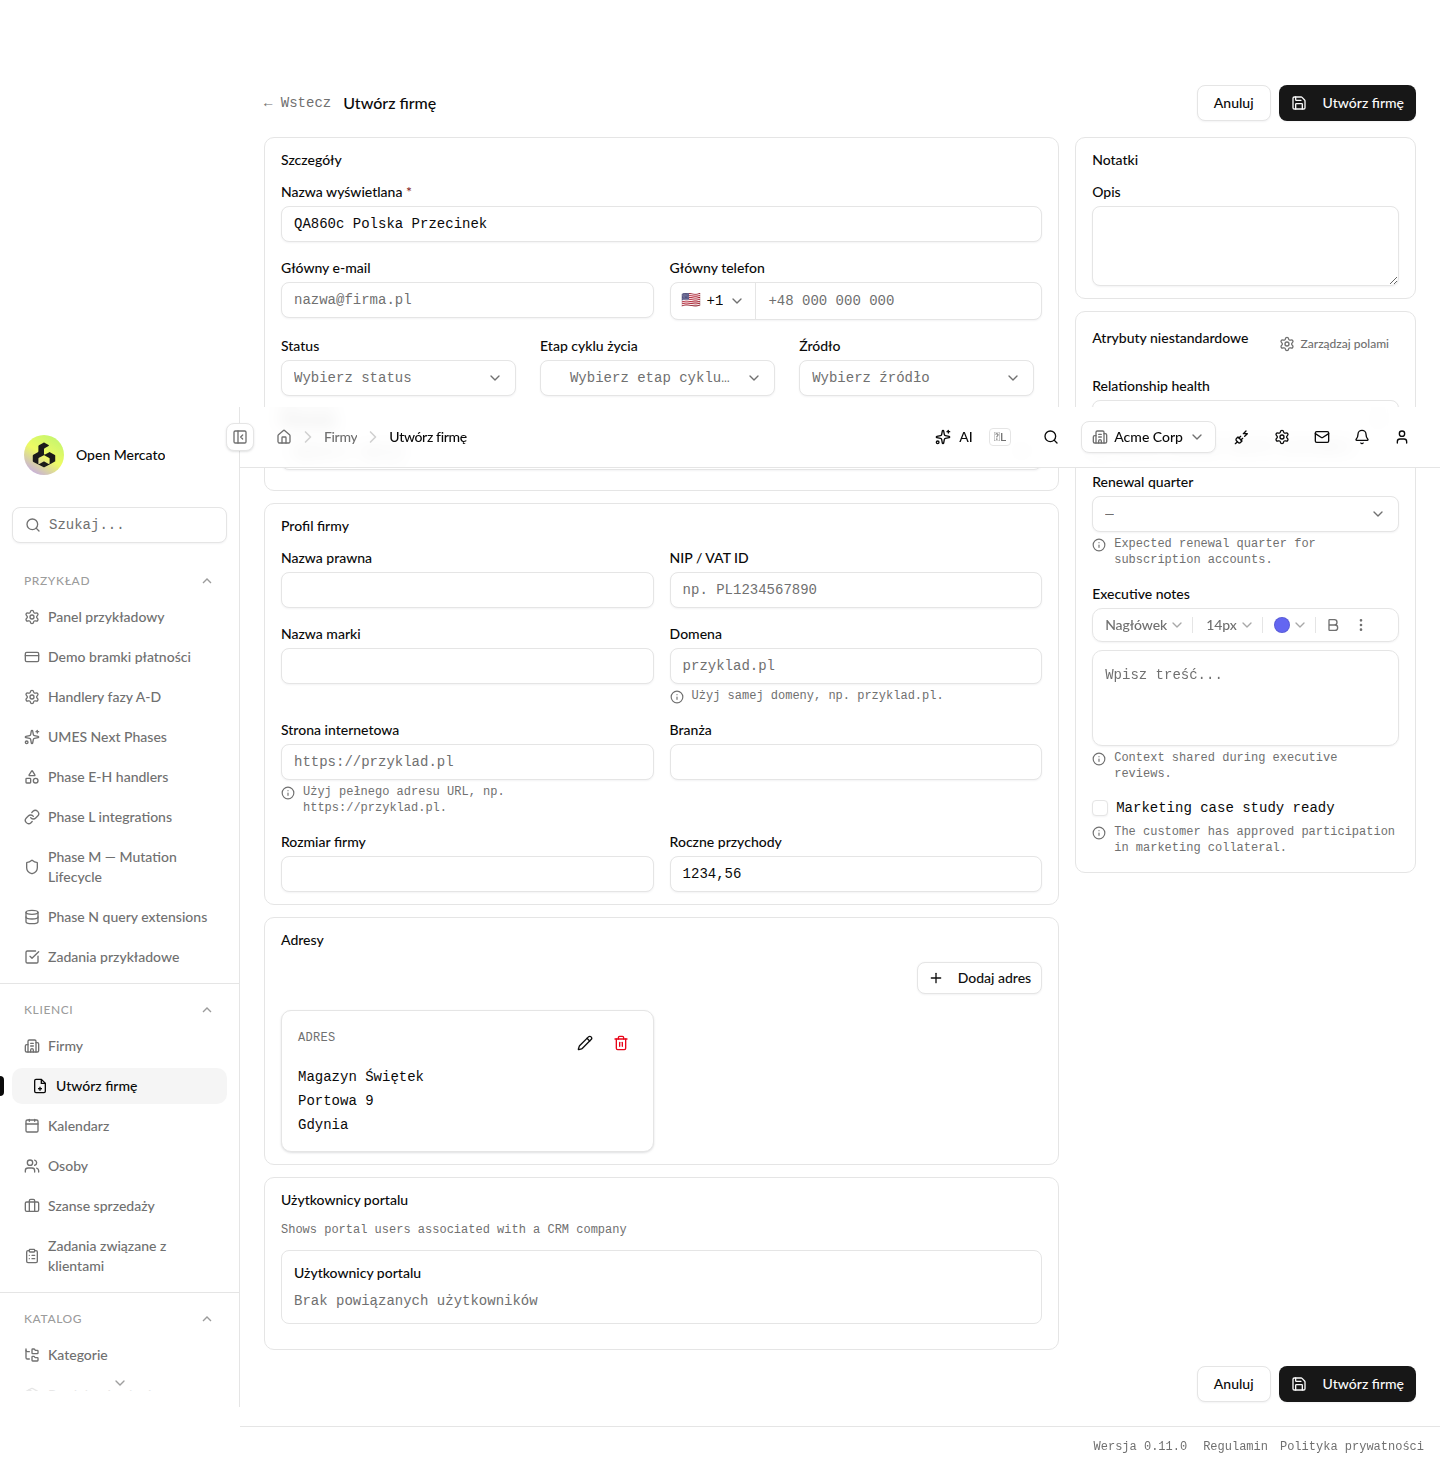 ← Wstecz Utwórz firmę
Anuluj
Utwórz firmę
Szczegóły
Nazwa wyświetlana *
QA860c Polska Przecinek
Główny e-mail
Główny telefon
nazwa@firma.pl
+1
+48 000 000 000
Status
Etap cyklu życia
Źródło
Wybierz status
Wybierz etap cyklu…
Wybierz źródło
Notatki
Opis
Atrybuty niestandardowe
Zarządzaj polami
Relationship health
Open Mercato
Firmy
Utwórz firmę
AI
Acme Corp
Szukaj...
PRZYKŁAD
Panel przykładowy
Demo bramki płatności
Handlery fazy A-D
UMES Next Phases
Phase E-H handlers
Phase L integrations
Phase M — Mutation
Lifecycle
Phase N query extensions
Zadania przykładowe
KLIENCI
Firmy
Utwórz firmę
Kalendarz
Osoby
Szanse sprzedaży
Zadania związane z
klientami
KATALOG
Kategorie
Profil firmy
Nazwa prawna
NIP / VAT ID
np. PL1234567890
Nazwa marki
Domena
przyklad.pl
Użyj samej domeny, np. przyklad.pl.
Strona internetowa
Branża
https://przyklad.pl
Użyj pełnego adresu URL, np.
https://przyklad.pl.
Rozmiar firmy
Roczne przychody
1234,56
Adresy
Dodaj adres
ADRES
Magazyn Świętek
Portowa 9
Gdynia
Użytkownicy portalu
Shows portal users associated with a CRM company
Użytkownicy portalu
Brak powiązanych użytkowników
Renewal quarter
—
Expected renewal quarter for
subscription accounts.
Executive notes
Nagłówek
14px
B
Wpisz treść...
Context shared during executive
reviews.
Marketing case study ready
The customer has approved participation
in marketing collateral.
Anuluj
Utwórz firmę
Wersja 0.11.0 Regulamin Polityka prywatności